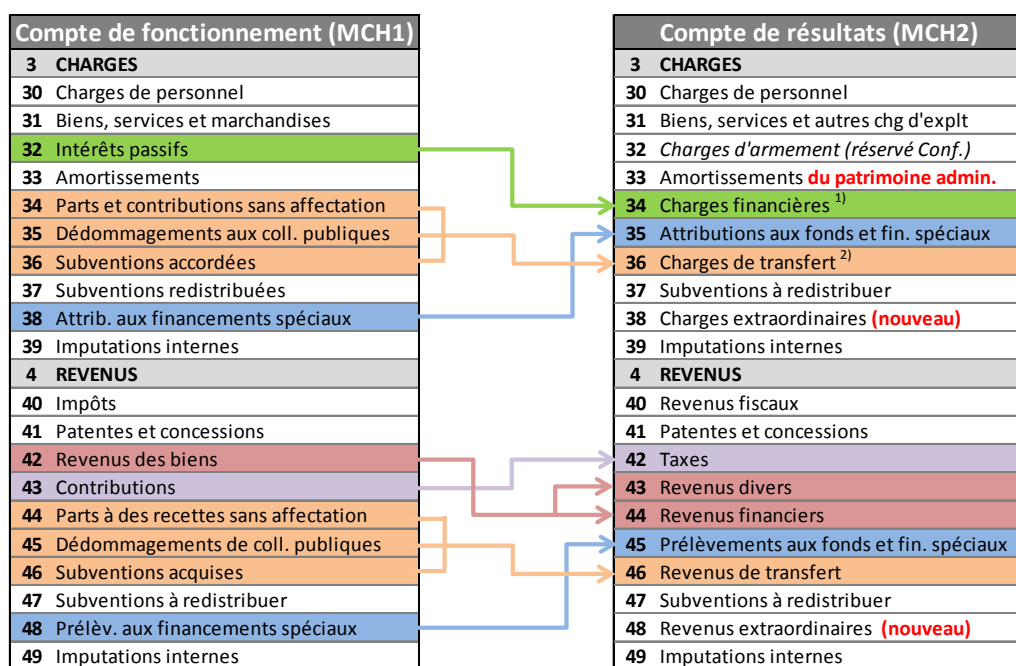 Compte de fonctionnement (MCH1)
3 CHARGES
30 Charges de personnel
31 Biens, services et marchandises
32 Intérêts passifs
33 Amortissements
34 Parts et contributions sans affectation
35 Dédommagements aux coll. publiques
36 Subventions accordées
37 Subventions redistribuées
38 Attrib. aux financements spéciaux
39 Imputations internes
4 REVENUS
40 Impôts
41 Patentes et concessions
42 Revenus des biens
43 Contributions
44 Parts à des recettes sans affectation
45 Dédommagements de coll. publiques
46 Subventions acquises
47 Subventions à redistribuer
48 Prélèv. aux financements spéciaux
49 Imputations internes
Compte de résultats (MCH2)
3 CHARGES
30 Charges de personnel
31 Biens, services et autres chg d'explt
32 Charges d'armement (réservé Conf.)
33 Amortissements du patrimoine admin.
34 Charges financières 1)
35 Attributions aux fonds et fin. spéciaux
36 Charges de transfert 2)
37 Subventions à redistribuer
38 Charges extraordinaires (nouveau)
39 Imputations internes
4 REVENUS
40 Revenus fiscaux
41 Patentes et concessions
42 Taxes
43 Revenus divers
44 Revenus financiers
45 Prélèvements aux fonds et fin. spéciaux
46 Revenus de transfert
47 Subventions à redistribuer
48 Revenus extraordinaires (nouveau)
49 Imputations internes